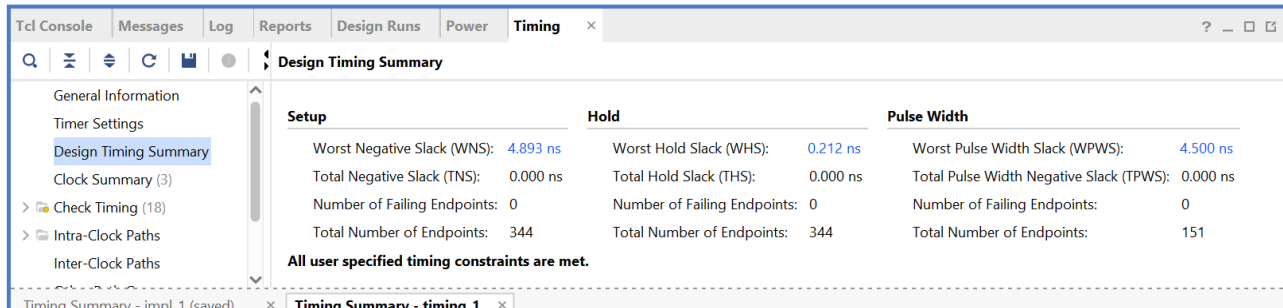 Tcl Console Messages Log Reports Design Runs Power Timing ×
? _
Design Timing Summary
General Information
Timer Settings
Design Timing Summary
Clock Summary (3)
> Check Timing (18)
> Intra-Clock Paths
Inter-Clock Paths
Setup Hold Pulse Width
Worst Negative Slack (WNS): 4.893 ns Worst Hold Slack (WHS): 0.212 ns Worst Pulse Width Slack (WPWS): 4.500 ns
Total Negative Slack (TNS): 0.000 ns Total Hold Slack (THS): 0.000 ns Total Pulse Width Negative Slack (TPWS): 0.000 ns
Number of Failing Endpoints: 0 Number of Failing Endpoints: 0 Number of Failing Endpoints: 0
Total Number of Endpoints: 344 Total Number of Endpoints: 344 Total Number of Endpoints: 151
All user specified timing constraints are met.
Timing Summary - impl_1 (saved) × Timing Summary - timing_1 ×